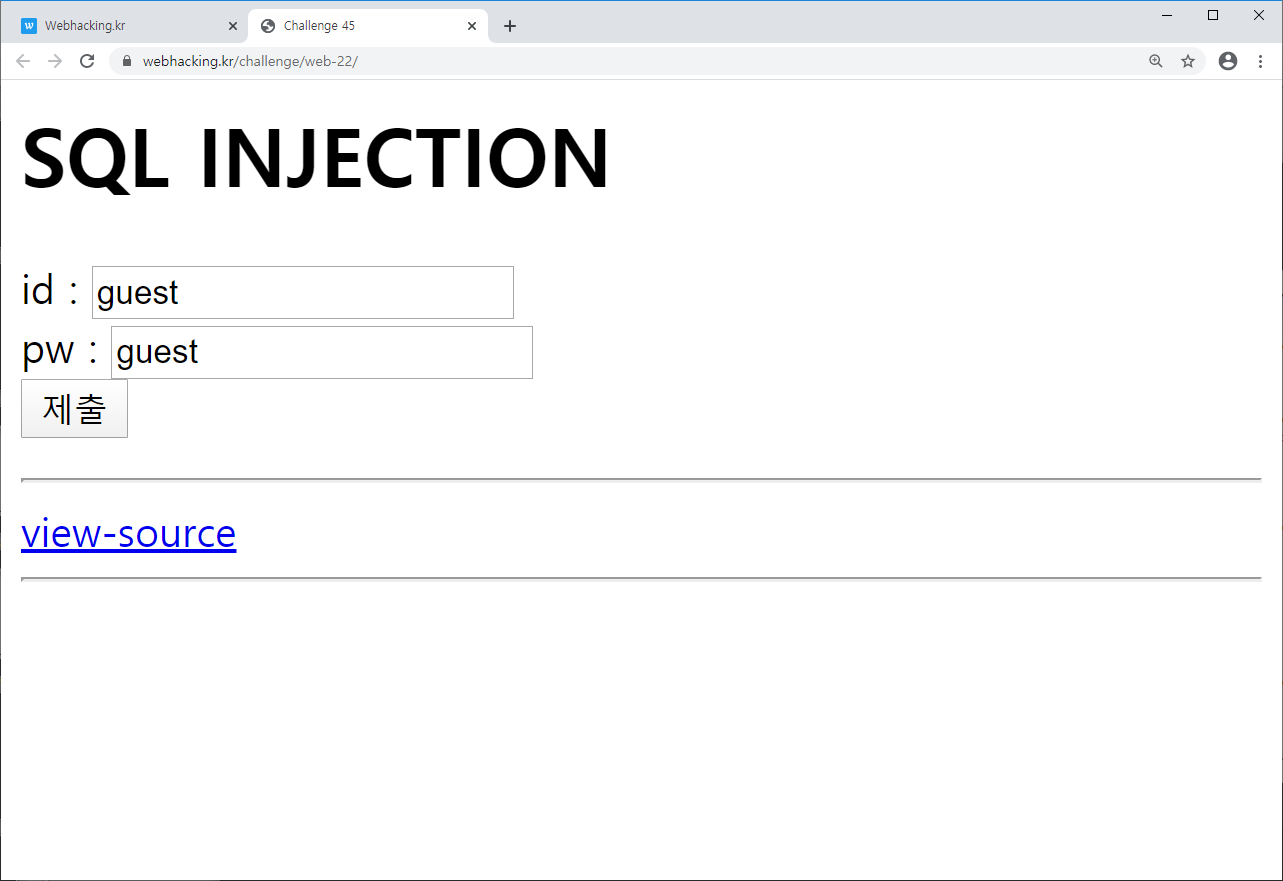 Webhacking.kr
Challenge 45
webhacking.kr/challenge/web-22/
SQL INJECTION
id : guest
pw : guest
제출
view-source